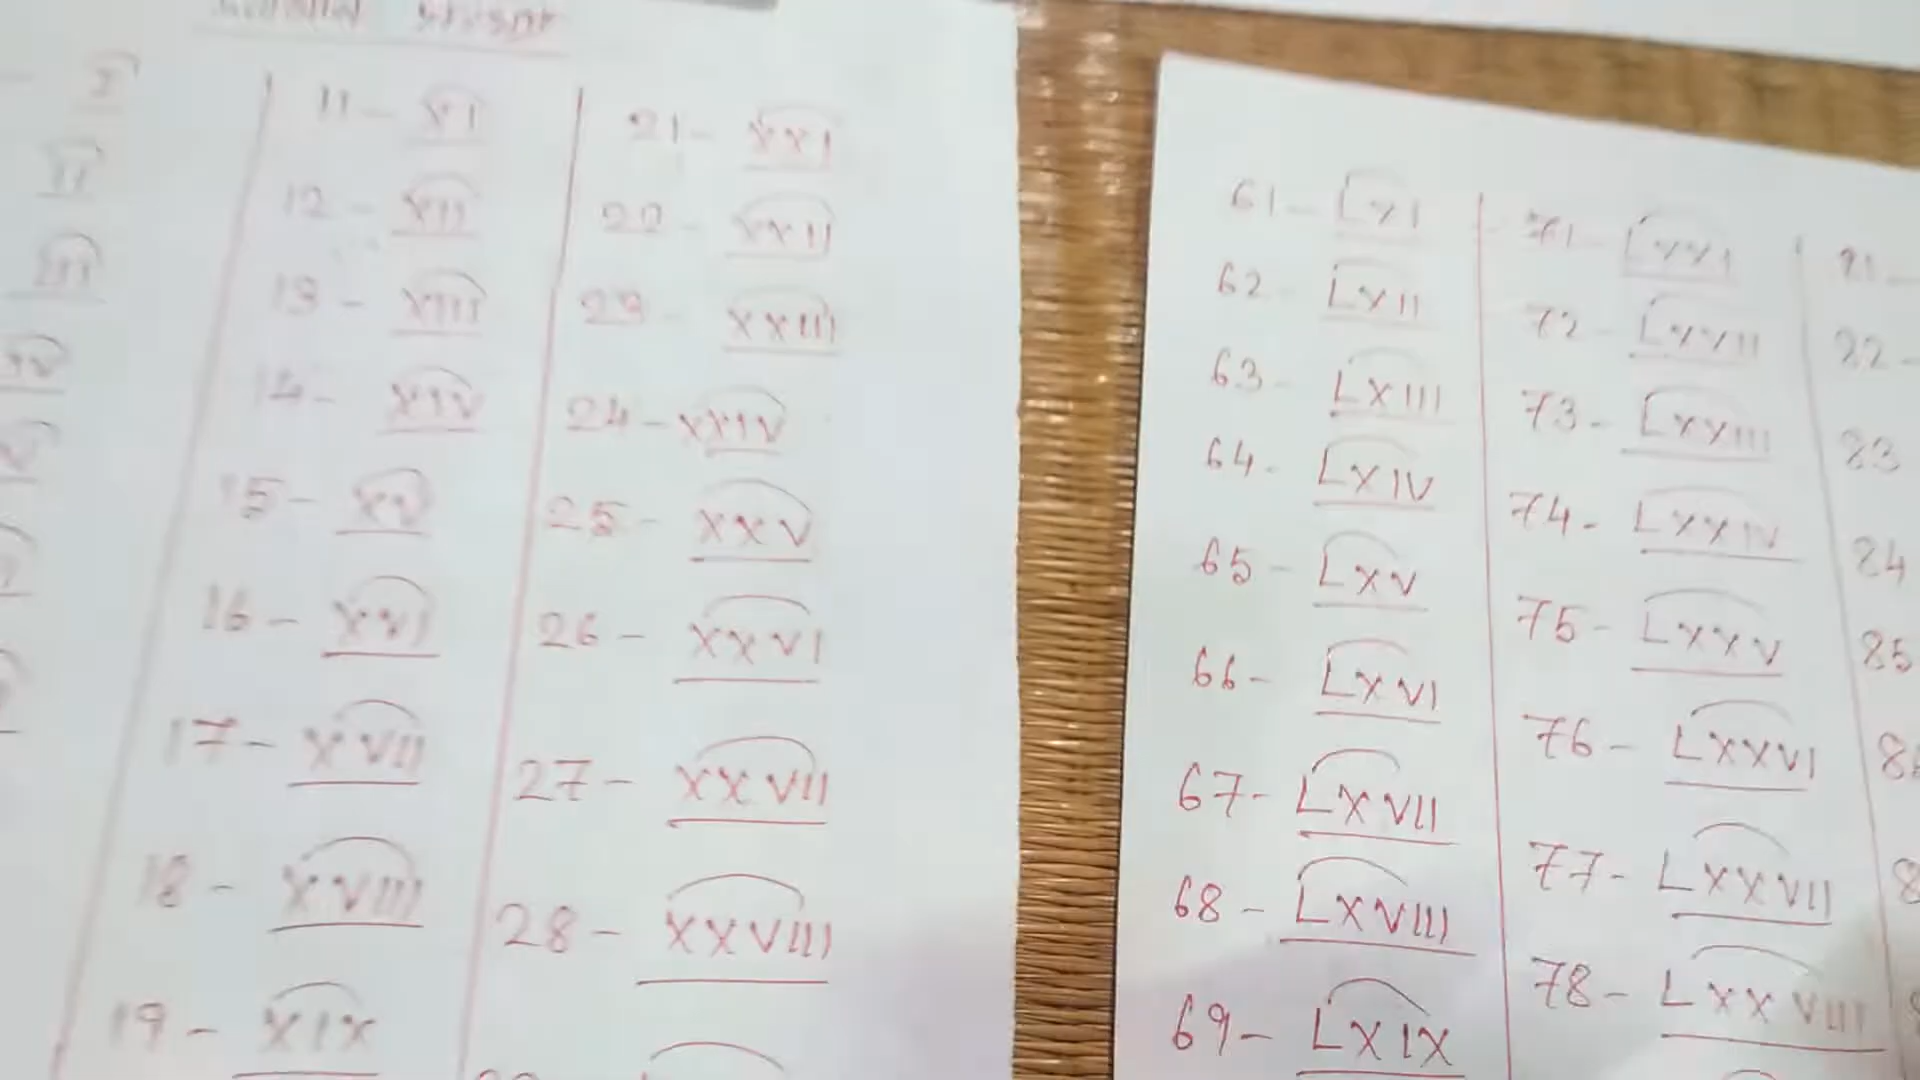 I
II
III
11 - XI
12 - XII
13 - XIII
14 - XIV
15 - XV
16 - XVI
17 - XVII
18 - XVIII
19 - XIX
21 - XXI
22 - XXII
23 - XXIII
24 - XXIV
25 - XXV
26 - XXVI
27 - XXVII
28 - XXVIII
61 - LXI
62 - LXII
63 - LXIII
64 - LXIV
65 - LXV
66 - LXVI
67 - LXVII
68 - LXVIII
69 - LXIX
71 - LXXI
72 - LXXII
73 - LXXIII
74 - LXXIV
75 - LXXV
76 - LXXVI
77 - LXXVII
78 - LXXVIII
83
84
85